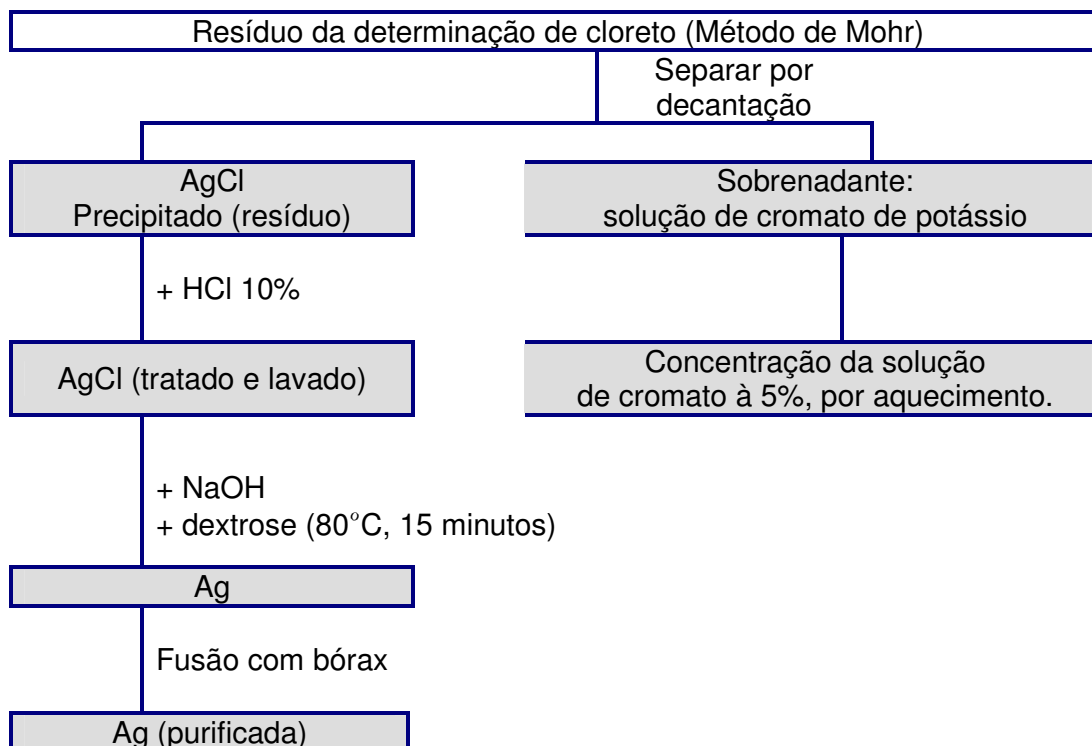 Resíduo da determinação de cloreto (Método de Mohr)
Separar por
decantação
AgCl
Precipitado (resíduo)
Sobrenadante:
solução de cromato de potássio
+ HCl 10%
AgCl (tratado e lavado)
Concentração da solução
de cromato à 5%, por aquecimento.
+ NaOH
+ dextrose (80°C, 15 minutos)
Ag
Fusão com bórax
Ag (purificada)